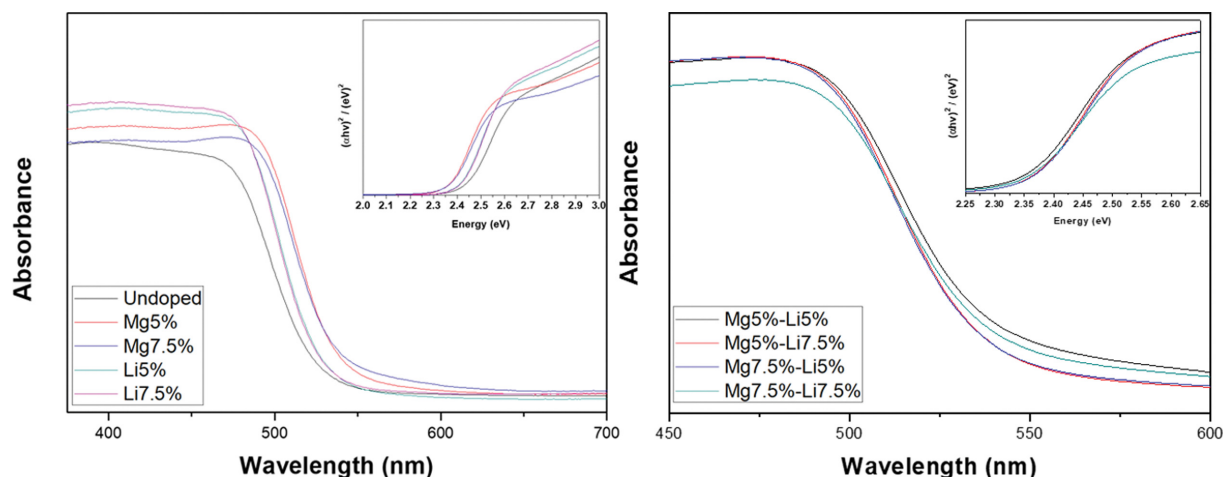 Absorbance
(αhv)² / (eV)²
2.0 2.1 2.2 2.3 2.4 2.5 2.6 2.7 2.8 2.9 3.0
Energy (eV)
Undoped
Mg5%
Mg7.5%
Li5%
Li7.5%
400 500 600 700
Wavelength (nm)
Absorbance
(αhv)² / (eV)²
2.25 2.30 2.35 2.40 2.45 2.50 2.55 2.60 2.65
Energy (eV)
Mg5%-Li5%
Mg5%-Li7.5%
Mg7.5%-Li5%
Mg7.5%-Li7.5%
450 500 550 600
Wavelength (nm)